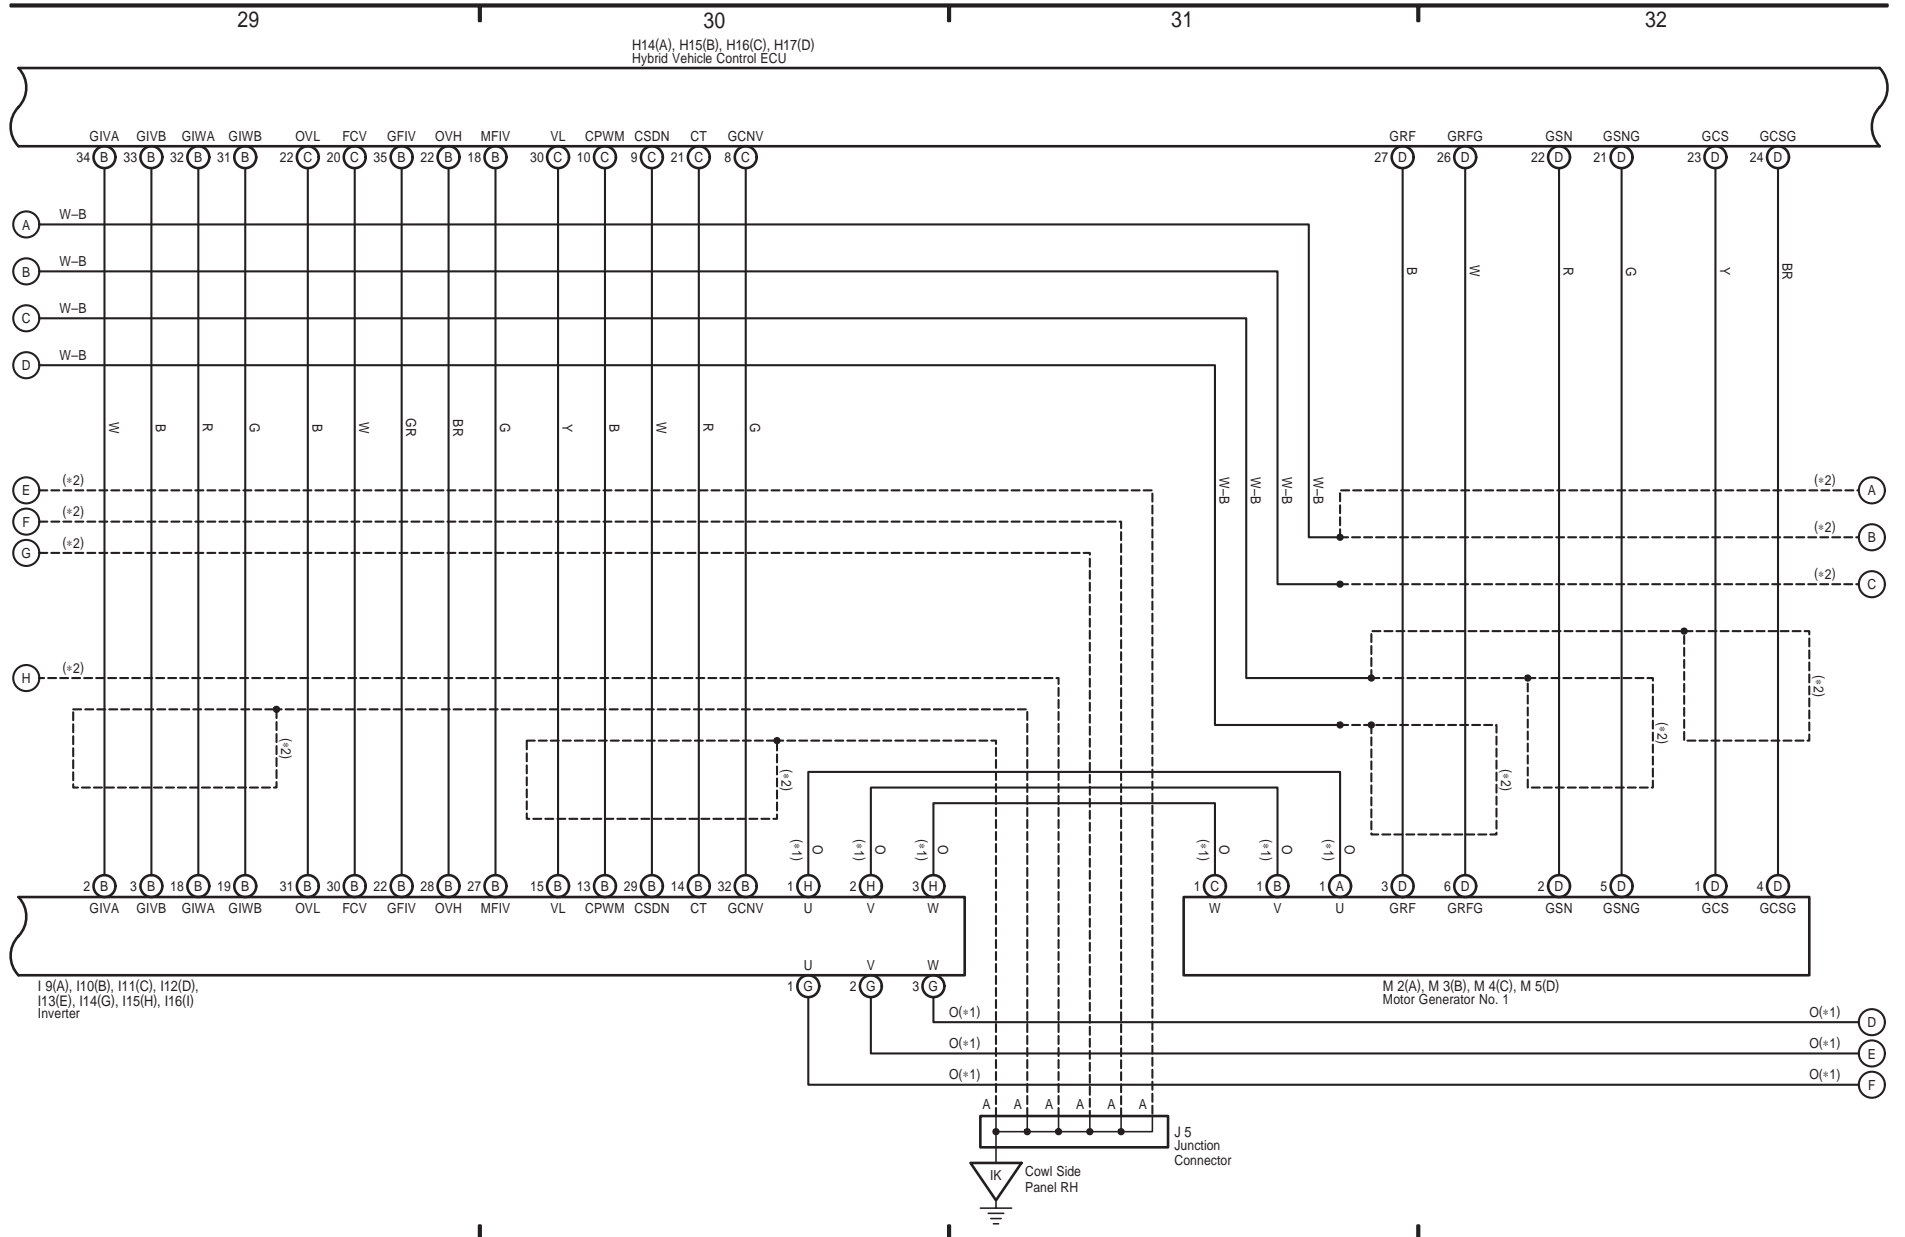 29 30 31 32
H14(A), H15(B), H16(C), H17(D)
Hybrid Vehicle Control ECU
GIVA GIVB GIWA GIWB OVL FCV GFIV OVH MFIV VL CPWM CSDN CT GCNV GRF GRFG GSN GSNG GCS GCSG
34 B 33 B 32 B 31 B 22 C 20 C 35 B 22 B 18 B 30 C 10 C 9 C 21 C 8 C 27 D 26 D 22 D 21 D 23 D 24 D
A W–B
B W–B B W R G Y BR
C W–B
D W–B
W B R G B W GR BR G Y B W R G
E (*2) W–B W–B W–B W–B (*2) A
F (*2)
G (*2) (*2) B
(*2) C
H (*2) (*2)
(*2) (*2) (*2) (*2)
(*1) O (*1) O (*1) O (*1) O (*1) O (*1) O
2 B 3 B 18 B 19 B 31 B 30 B 22 B 28 B 27 B 15 B 13 B 29 B 14 B 32 B 1 H 2 H 3 H 1 C 1 B 1 A 3 D 6 D 2 D 5 D 1 D 4 D
GIVA GIVB GIWA GIWB OVL FCV GFIV OVH MFIV VL CPWM CSDN CT GCNV U V W W V U GRF GRFG GSN GSNG GCS GCSG
U V W
1 G 2 G 3 G
I 9(A), I10(B), I11(C), I12(D),
I13(E), I14(G), I15(H), I16(I)
Inverter
M 2(A), M 3(B), M 4(C), M 5(D)
Motor Generator No. 1
O(*1) O(*1) D
O(*1) O(*1) E
O(*1) O(*1) F
A A A A A A
J 5
Junction
Connector
IK
Cowl Side
Panel RH